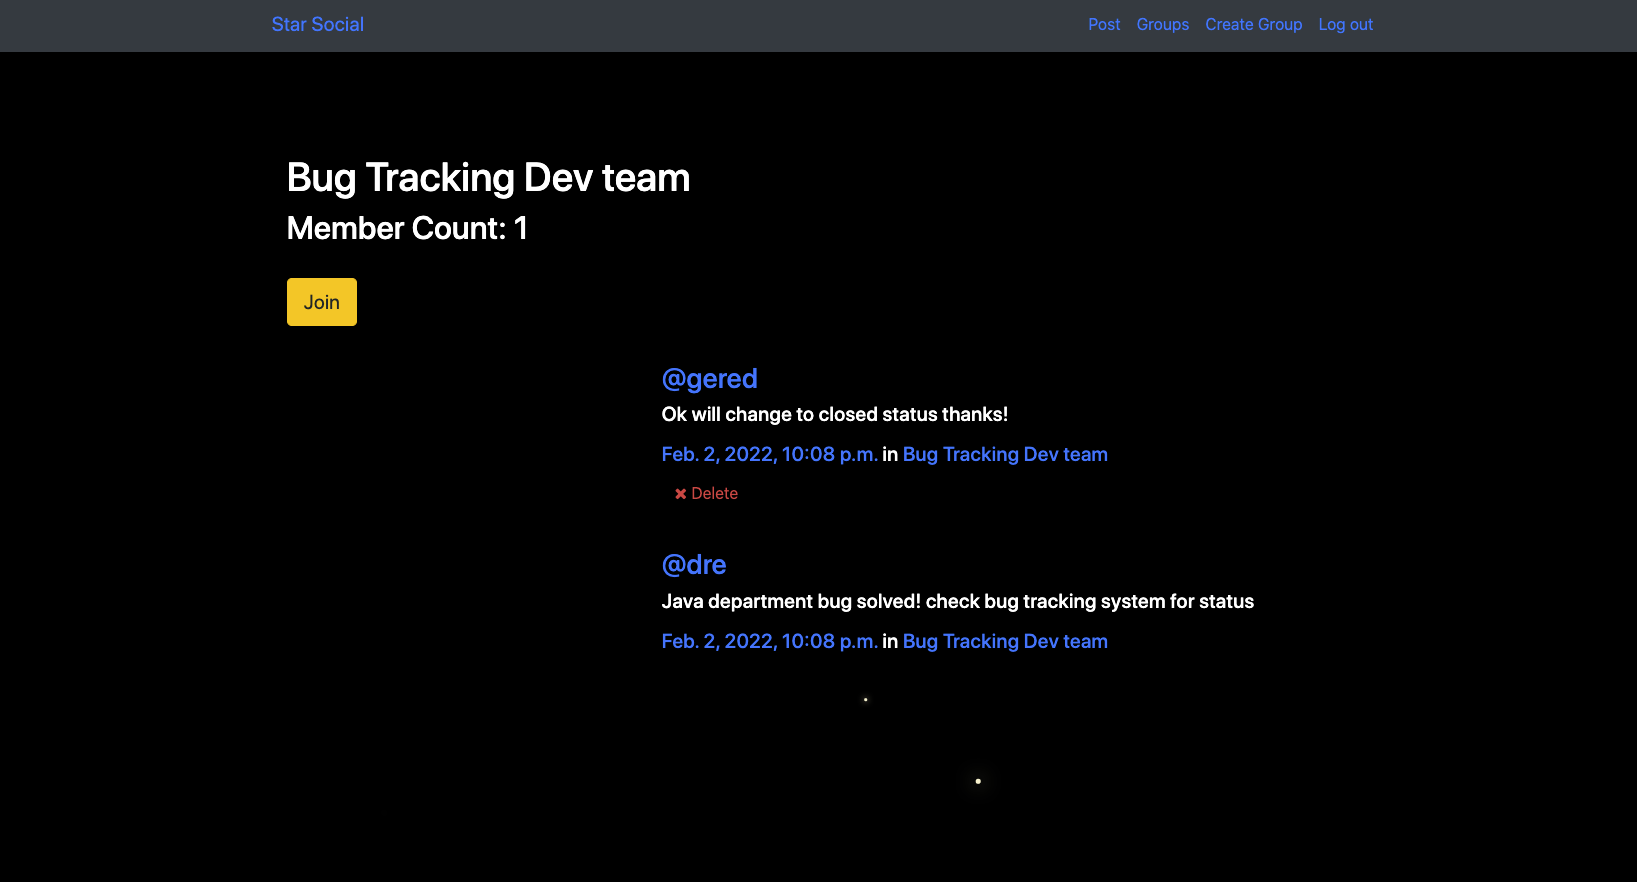 Star Social
Post Groups Create Group Log out
Bug Tracking Dev team
Member Count: 1
Join
@gered
Ok will change to closed status thanks!
Feb. 2, 2022, 10:08 p.m. in Bug Tracking Dev team
✖ Delete
@dre
Java department bug solved! check bug tracking system for status
Feb. 2, 2022, 10:08 p.m. in Bug Tracking Dev team